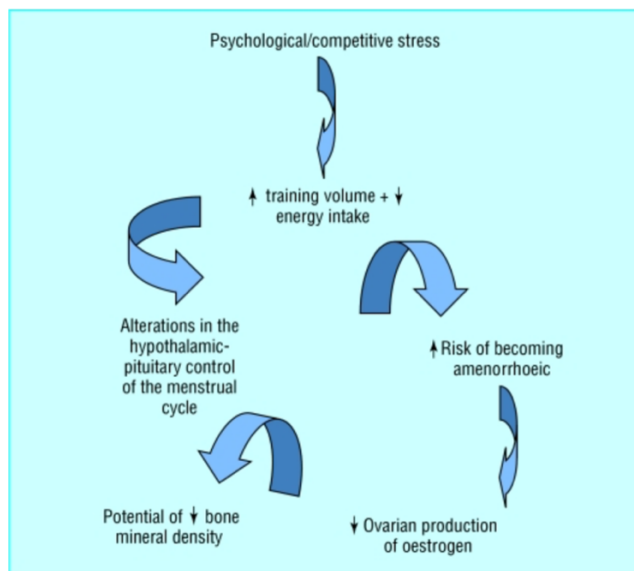 Psychological/competitive stress
↑ training volume + ↓
energy intake
Alterations in the
hypothalamic-
pituitary control
of the menstrual
cycle
↑ Risk of becoming
amenorrhoeic
Potential of ↓ bone
mineral density
↓ Ovarian production
of oestrogen